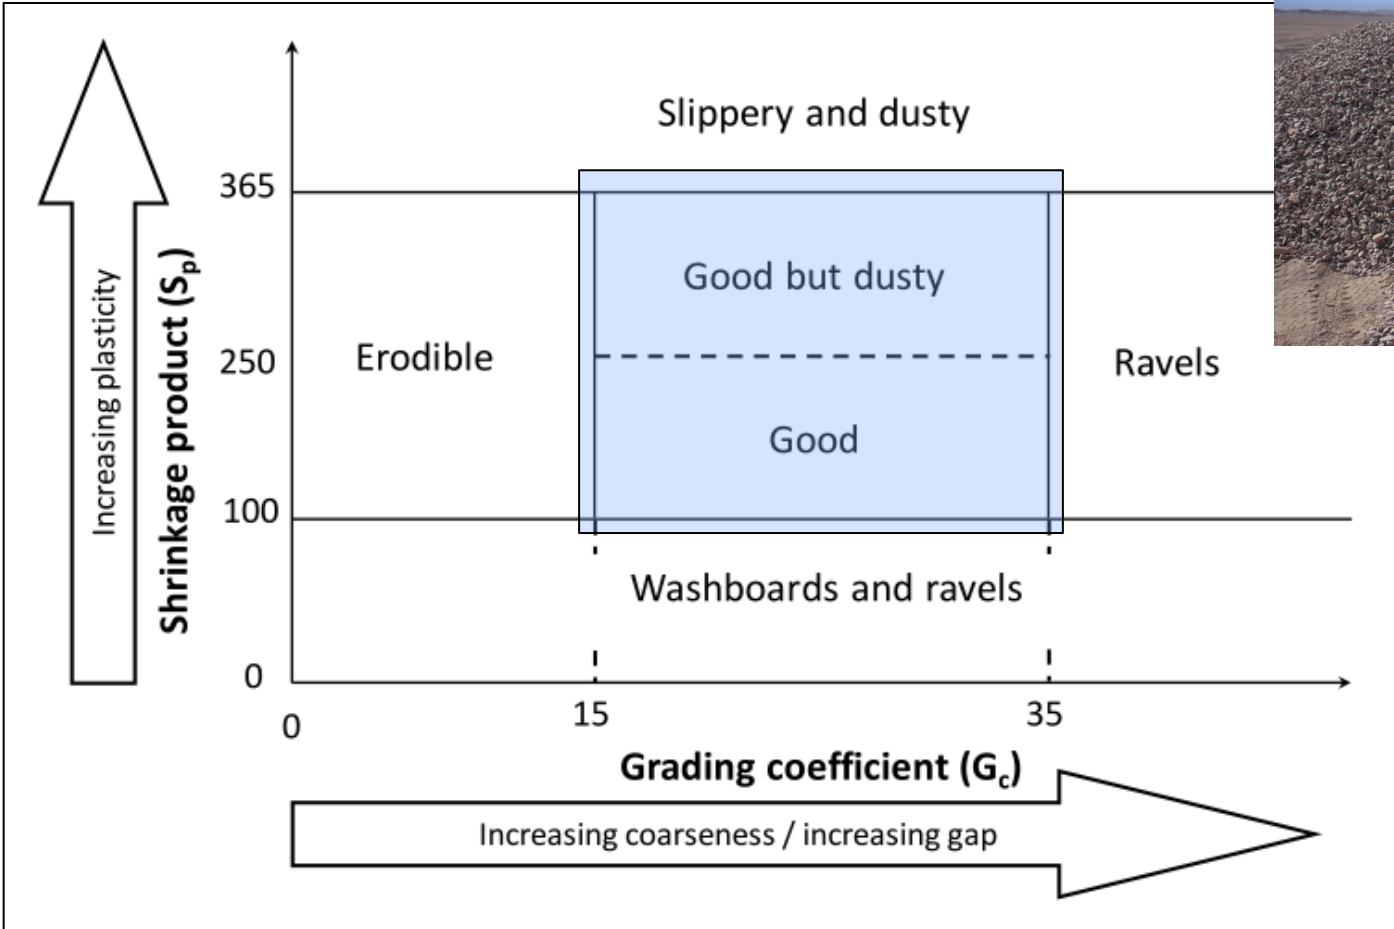 Slippery and dusty
365
Good but dusty
Erodible
250
Ravels
Good
100
Washboards and ravels
0
0
15
35
Grading coefficient (Gc)
Increasing coarseness / increasing gap
Shrinkage product (Sp)
Increasing plasticity